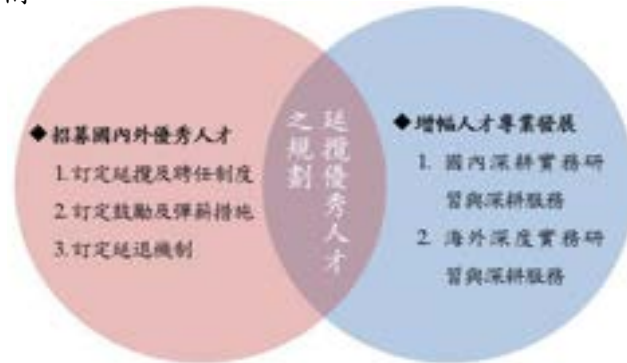 ◆招募國內外優秀人才
1.訂定延攬及聘任制度
2.訂定鼓勵及彈薪措施
3.訂定延退機制
延攬優秀人才
之規劃
◆增幅人才專業發展
1. 國內深耕實務研
習與深耕服務
2. 海外深度實務研
習與深耕服務